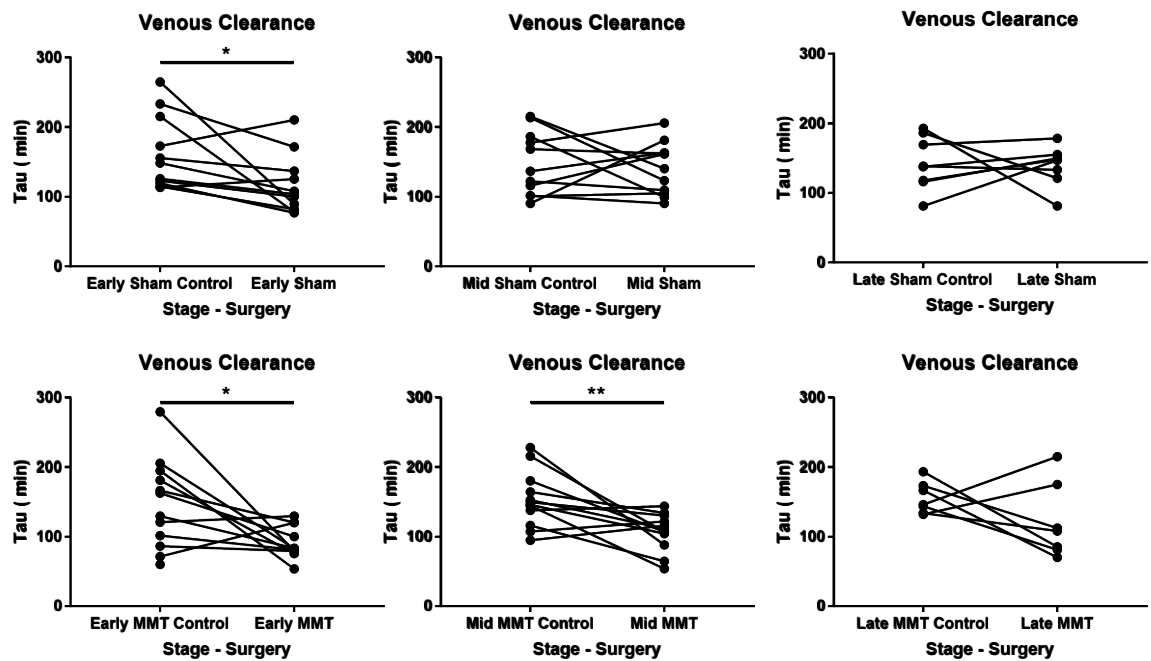 Venous Clearance
*
300
200
100
0
Tau ( min)
Early Sham Control Early Sham
Stage - Surgery
Venous Clearance
300
200
100
0
Tau ( min)
Mid Sham Control Mid Sham
Stage - Surgery
Venous Clearance
300
200
100
0
Tau ( min)
Late Sham Control Late Sham
Stage - Surgery
Venous Clearance
*
300
200
100
0
Tau ( min)
Early MMT Control Early MMT
Stage - Surgery
Venous Clearance
**
300
200
100
0
Tau ( min)
Mid MMT Control Mid MMT
Stage - Surgery
Venous Clearance
300
200
100
0
Tau ( min)
Late MMT Control Late MMT
Stage - Surgery